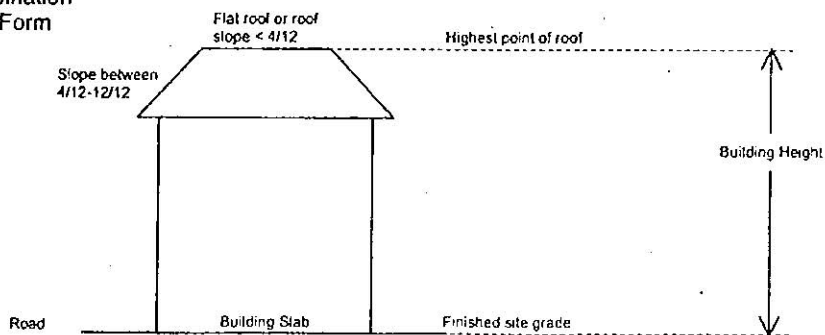 Form
Flat roof or roof
slope < 4/12
Highest point of roof
Slope between
4/12-12/12
Building Height
Road
Building Slab
Finished site grade